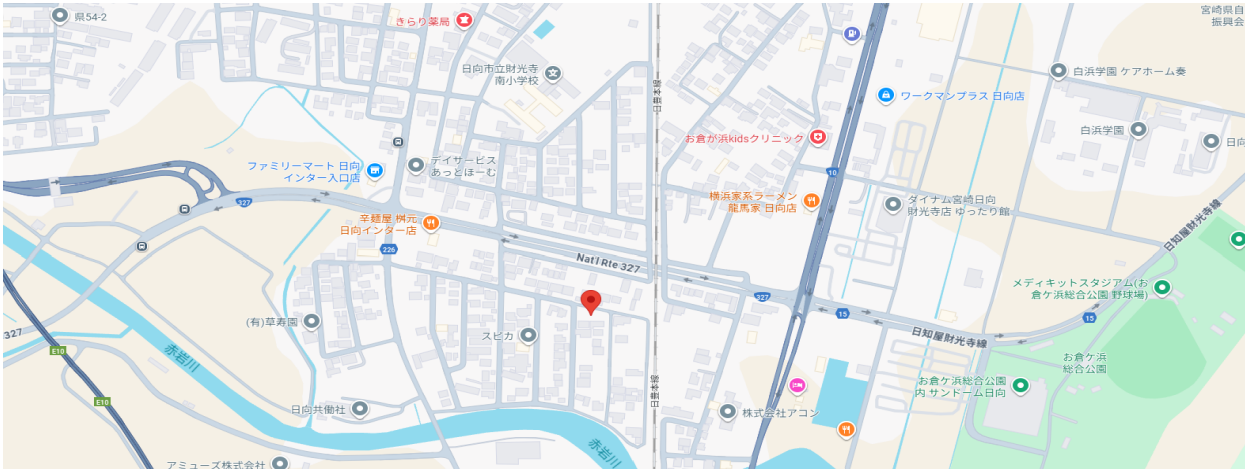 県54-2
きらり薬局
宮崎県自
振興会
日向市立財光寺
南小学校
日豊本線
白浜学園 ケアホーム奏
ワークマンプラス 日向店
お倉が浜kidsクリニック
白浜学園
日向
デイサービス
あっとほーむ
ファミリーマート 日向
インター入口店
10
横浜家系ラーメン
龍馬家 日向店
ダイナム宮崎日向
財光寺店 ゆったり館
327
辛麺屋 桝元
日向インター店
226
日知屋財光寺線
Nat'l Rte 327
メディキットスタジアム(お
倉ケ浜総合公園 野球場)
327
15
15
(有)草寿園
スピカ
日知屋財光寺線
327
E10
赤岩川
お倉ケ浜
総合公園
E10
日豊本線
お倉ケ浜総合公園
内 サンドーム日向
日向共働社
株式会社アコン
赤岩川
アミューズ株式会社